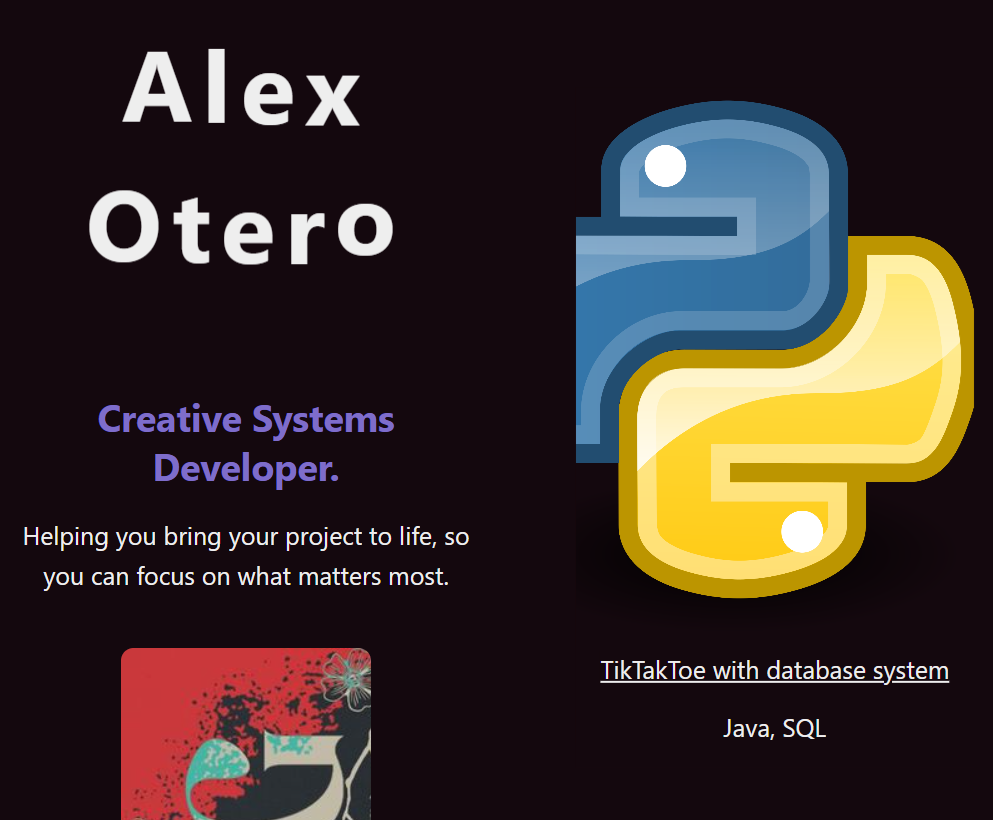 Alex
Otero
Creative Systems
Developer.
Helping you bring your project to life, so
you can focus on what matters most.
TikTakToe with database system
Java, SQL